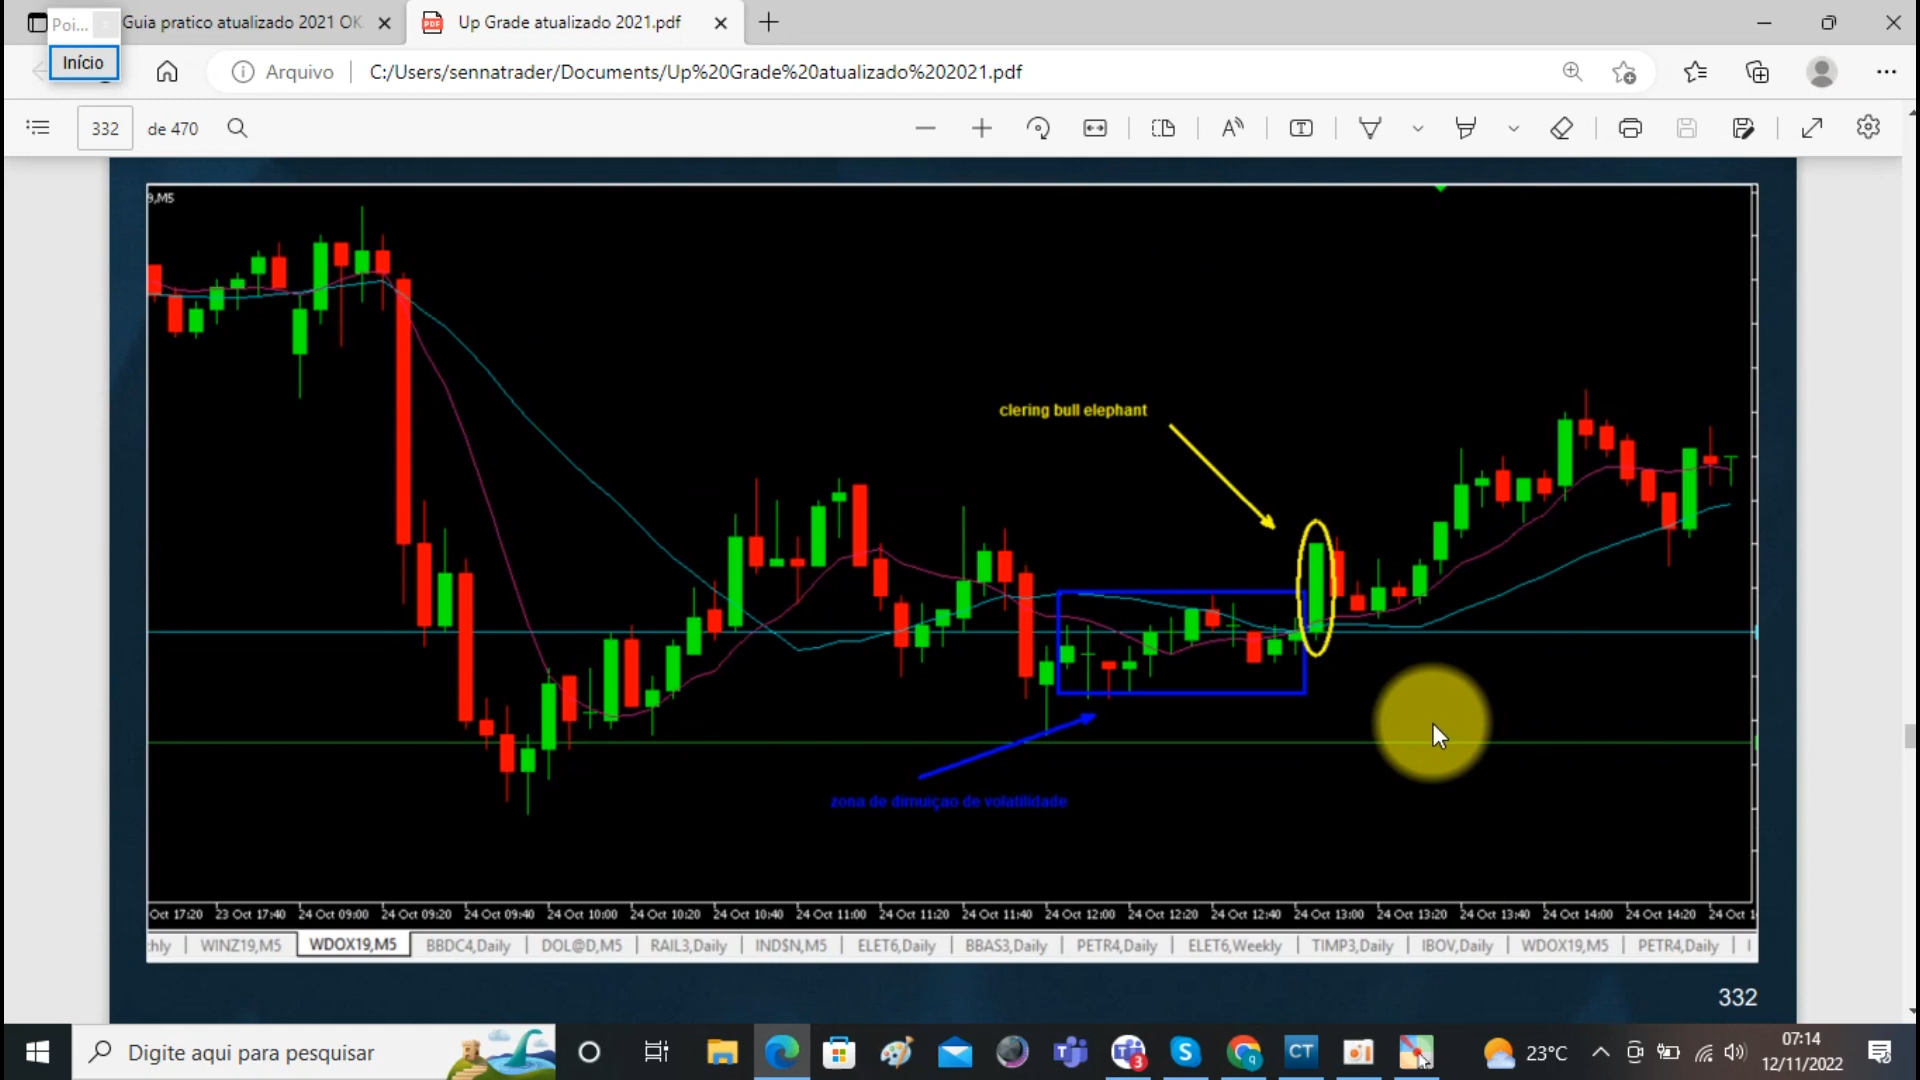 Poi...
Guia pratico atualizado 2021 OK
Up Grade atualizado 2021.pdf
Início
Arquivo
C:/Users/sennatrader/Documents/Up%20Grade%20atualizado%202021.pdf
332
de 470
9,M5
clering bull elephant
zona de dimuiçao de volatilidade
Oct 17:20 23 Oct 17:40 24 Oct 09:00 24 Oct 09:20 24 Oct 09:40 24 Oct 10:00 24 Oct 10:20 24 Oct 10:40 24 Oct 11:00 24 Oct 11:20 24 Oct 11:40 24 Oct 12:00 24 Oct 12:20 24 Oct 12:40 24 Oct 13:00 24 Oct 13:20 24 Oct 13:40 24 Oct 14:00 24 Oct 14:20 24 Oct 1
hly WINZ19,M5 WDOX19,M5 BBDC4,Daily DOL@D,M5 RAIL3,Daily IND$N,M5 ELET6,Daily BBAS3,Daily PETR4,Daily ELET6,Weekly TIMP3,Daily IBOV,Daily WDOX19,M5 PETR4,Daily
332
Digite aqui para pesquisar
3
CT
23°C
07:14
12/11/2022